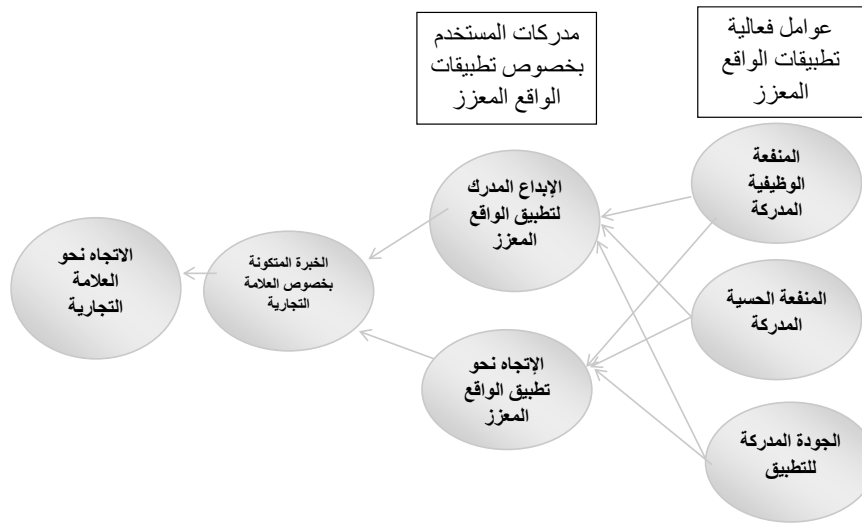 عوامل فعالية
تطبيقات الواقع
المعزز
مدركات المستخدم
بخصوص تطبيقات
الواقع المعزز
المنفعة
الوظيفية
المدركة
المنفعة الحسية
المدركة
الجودة المدركة
للتطبيق
الإبداع المدرك
لتطبيق الواقع
المعزز
الإتجاه نحو
تطبيق الواقع
المعزز
الخبرة المتكونة
بخصوص العلامة
التجارية
الاتجاه نحو
العلامة
التجارية